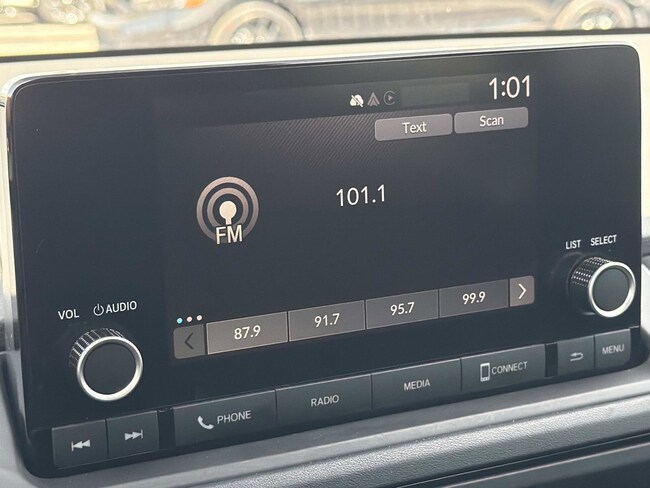 1:01
Text Scan
101.1
FM
LIST SELECT
VOL AUDIO
87.9 91.7 95.7 99.9
PHONE RADIO MEDIA CONNECT MENU